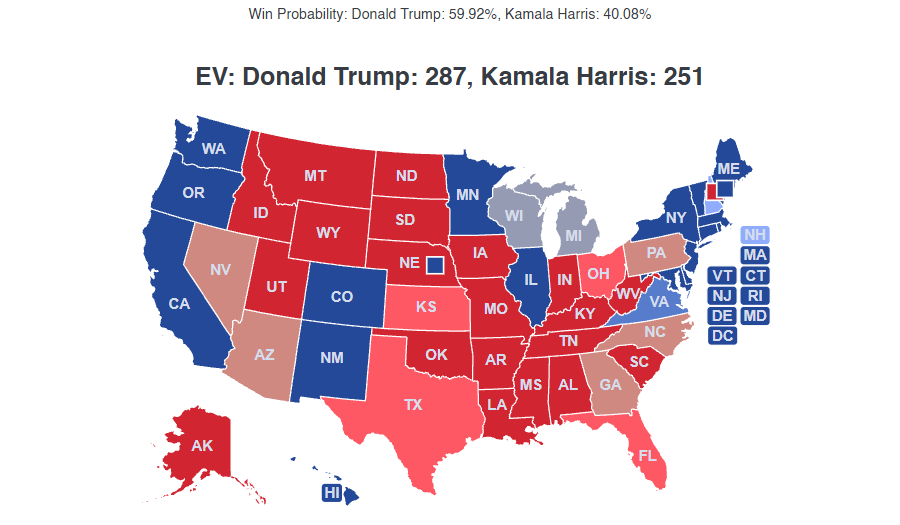 Win Probability: Donald Trump: 59.92%, Kamala Harris: 40.08%
EV: Donald Trump: 287, Kamala Harris: 251
WA
MT
ND
MN
ME
OR
ID
SD
WI
MI
NY
NH
WY
IA
PA
MA
NV
UT
NE
IL
IN
OH
VT
CT
CA
CO
KS
MO
WV
VA
NJ
RI
KY
DE
MD
AZ
NM
OK
AR
TN
NC
DC
TX
LA
MS
AL
GA
SC
AK
FL
HI